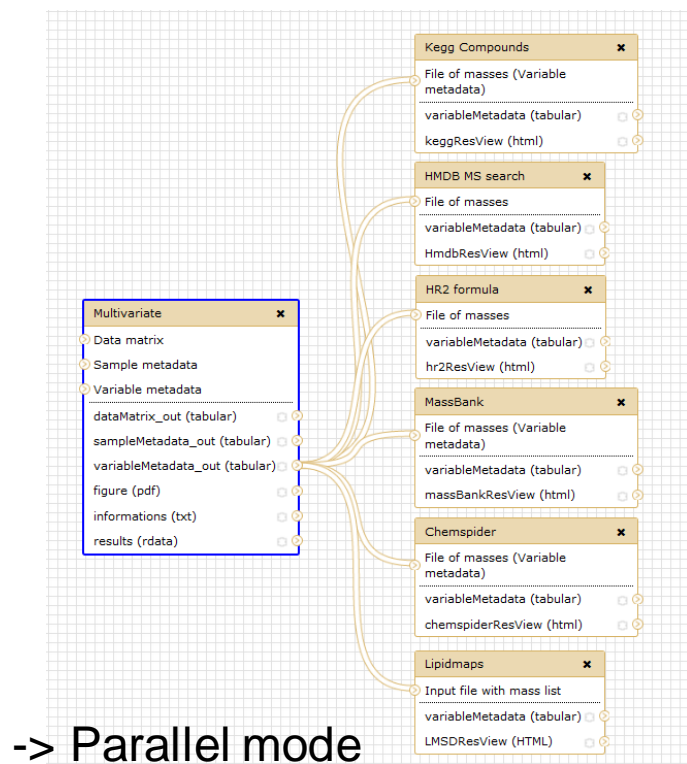 Kegg Compounds
File of masses (Variable
metadata)
variableMetadata (tabular)
keggResView (html)
HMDB MS search
File of masses
variableMetadata (tabular)
HmdbResView (html)
HR2 formula
File of masses
variableMetadata (tabular)
hr2ResView (html)
Multivariate
Data matrix
Sample metadata
Variable metadata
dataMatrix_out (tabular)
sampleMetadata_out (tabular)
variableMetadata_out (tabular)
figure (pdf)
informations (txt)
results (rdata)
MassBank
File of masses (Variable
metadata)
variableMetadata (tabular)
massBankResView (html)
Chemspider
File of masses (Variable
metadata)
variableMetadata (tabular)
chemspiderResView (html)
Lipidmaps
Input file with mass list
variableMetadata (tabular)
LMSDResView (HTML)
-> Parallel mode